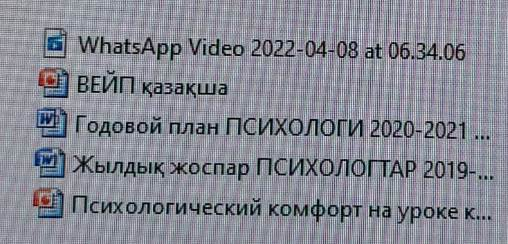 WhatsApp Video 2022-04-08 at 06.34.06
ВЕЙП қазақша
Годовой план ПСИХОЛОГИ 2020-2021 ...
Жылдық жоспар ПСИХОЛОГТАР 2019-...
Психологический комфорт на уроке к...